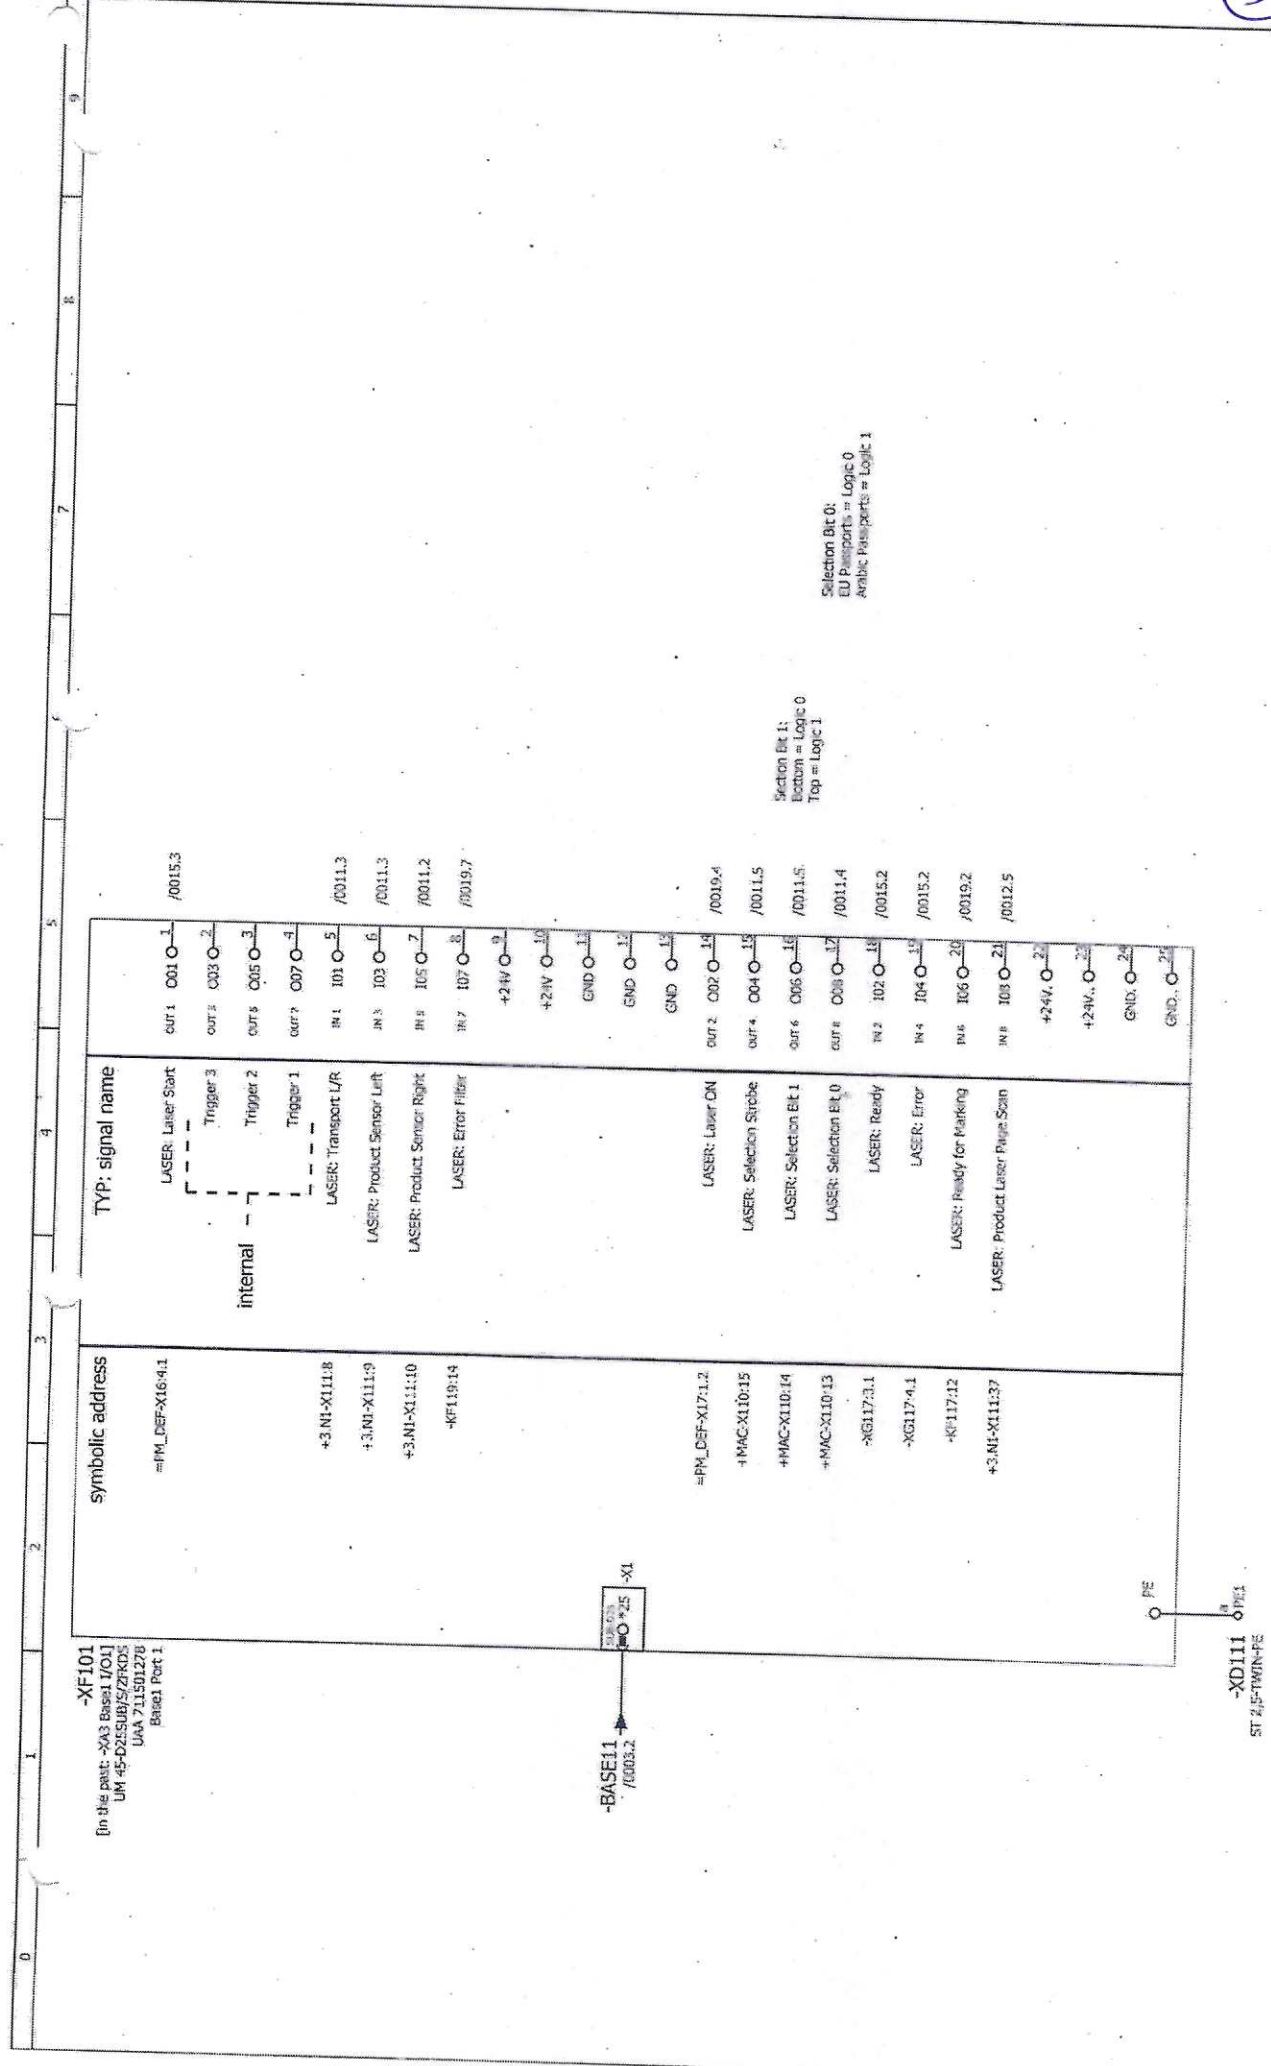 0 1 2 3 4 5 7 8 9
-XF101
[in the past: -XA3 Base1 I/O1]
UM 45-D25SUB/S/ZFKDS
UAA 711501278
Base1 Port 1
symbolic address
TYP: signal name
=PM_DEF-X16:4.1 LASER: Laser Start OUT 1 O01 1 /0015.3
Trigger 3 OUT 3 O03 2
internal Trigger 2 OUT 5 O05 3
Trigger 1 OUT 7 O07 4
+3.N1-X111:8 LASER: Transport L/R IN 1 I01 5 /0011.3
+3.N1-X111:9 LASER: Product Sensor Left IN 3 I03 6 /0011.3
+3.N1-X111:10 LASER: Product Sensor Right IN 5 I05 7 /0011.2
-KF119:14 LASER: Error Filter IN 7 I07 8 /0019.7
+24V 9
+24V 10
GND 11
GND 12
GND 13
-BASE11
/0003.2
*25 -X1
=PM_DEF-X17:1.2 LASER: Laser ON OUT 2 O02 14 /0019.4
+MAC-X110:15 LASER: Selection Strobe OUT 4 O04 15 /0011.5
+MAC-X110:14 LASER: Selection Bit 1 OUT 6 O06 16 /0011.5
+MAC-X110:13 LASER: Selection Bit 0 OUT 8 O08 17 /0011.4
-XG117:3.1 LASER: Ready IN 2 I02 18 /0015.2
-XG117:4.1 LASER: Error IN 4 I04 19 /0015.2
-KF117:12 LASER: Ready for Marking IN 6 I06 20 /0019.2
+3.N1-X111:37 LASER: Product Laser Page Scan IN 8 I08 21 /0012.5
+24V. 22
+24V.. 23
GND. 24
GND.. 25
Section Bit 1:
Bottom = Logic 0
Top = Logic 1
Selection Bit 0:
EU Passports = Logic 0
Arabic Passports = Logic 1
PE
a
PE1
-XD111
ST 2,5-TWIN-PE